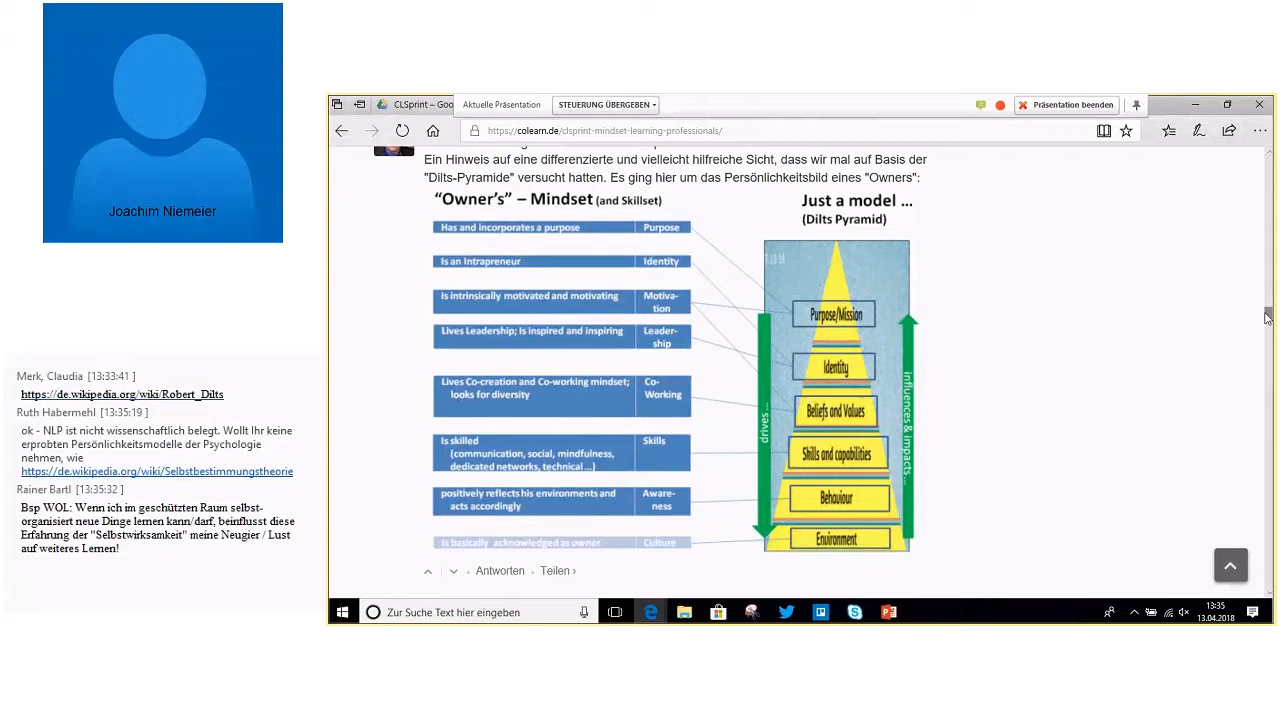 Joachim Niemeier
Merk, Claudia [13:33:41]
https://de.wikipedia.org/wiki/Robert_Dilts
Ruth Habermehl [13:35:19 ]
ok - NLP ist nicht wissenschaftlich belegt. Wollt Ihr keine
erprobten Persönlichkeitsmodelle der Psychologie
nehmen, wie
https://de.wikipedia.org/wiki/Selbstbestimmungstheorie
Rainer Bartl [13:35:32 ]
Bsp WOL: Wenn ich im geschützten Raum selbst-
organisiert neue Dinge lernen kann/darf, beinflusst diese
Erfahrung der "Selbstwirksamkeit" meine Neugier / Lust
auf weiteres Lernen!
CLSprint – Goo
Aktuelle Präsentation
STEUERUNG ÜBERGEBEN
Präsentation beenden
https://colearn.de/clsprint-mindset-learning-professionals/
Ein Hinweis auf eine differenzierte und vielleicht hilfreiche Sicht, dass wir mal auf Basis der
"Dilts-Pyramide" versucht hatten. Es ging hier um das Persönlichkeitsbild eines "Owners":
“Owner’s” – Mindset (and Skillset)
Has and incorporates a purpose Purpose
Is an Intrapreneur Identity
Is intrinsically motivated and motivating Motiva-
tion
Lives Leadership; Is inspired and inspiring Leader-
ship
Lives Co-creation and Co-working mindset; Co-
looks for diversity Working
Is skilled Skills
(communication, social, mindfulness,
dedicated networks, technical ...)
positively reflects his environments and Aware-
acts accordingly ness
Is basically acknowledged as owner Culture
Just a model ...
(Dilts Pyramid)
Purpose/Mission
Identity
Beliefs and Values
Skills and capabilities
Behaviour
Environment
drives ...
influences & impacts...
Antworten
Teilen ›
Zur Suche Text hier eingeben
13:35
13.04.2018